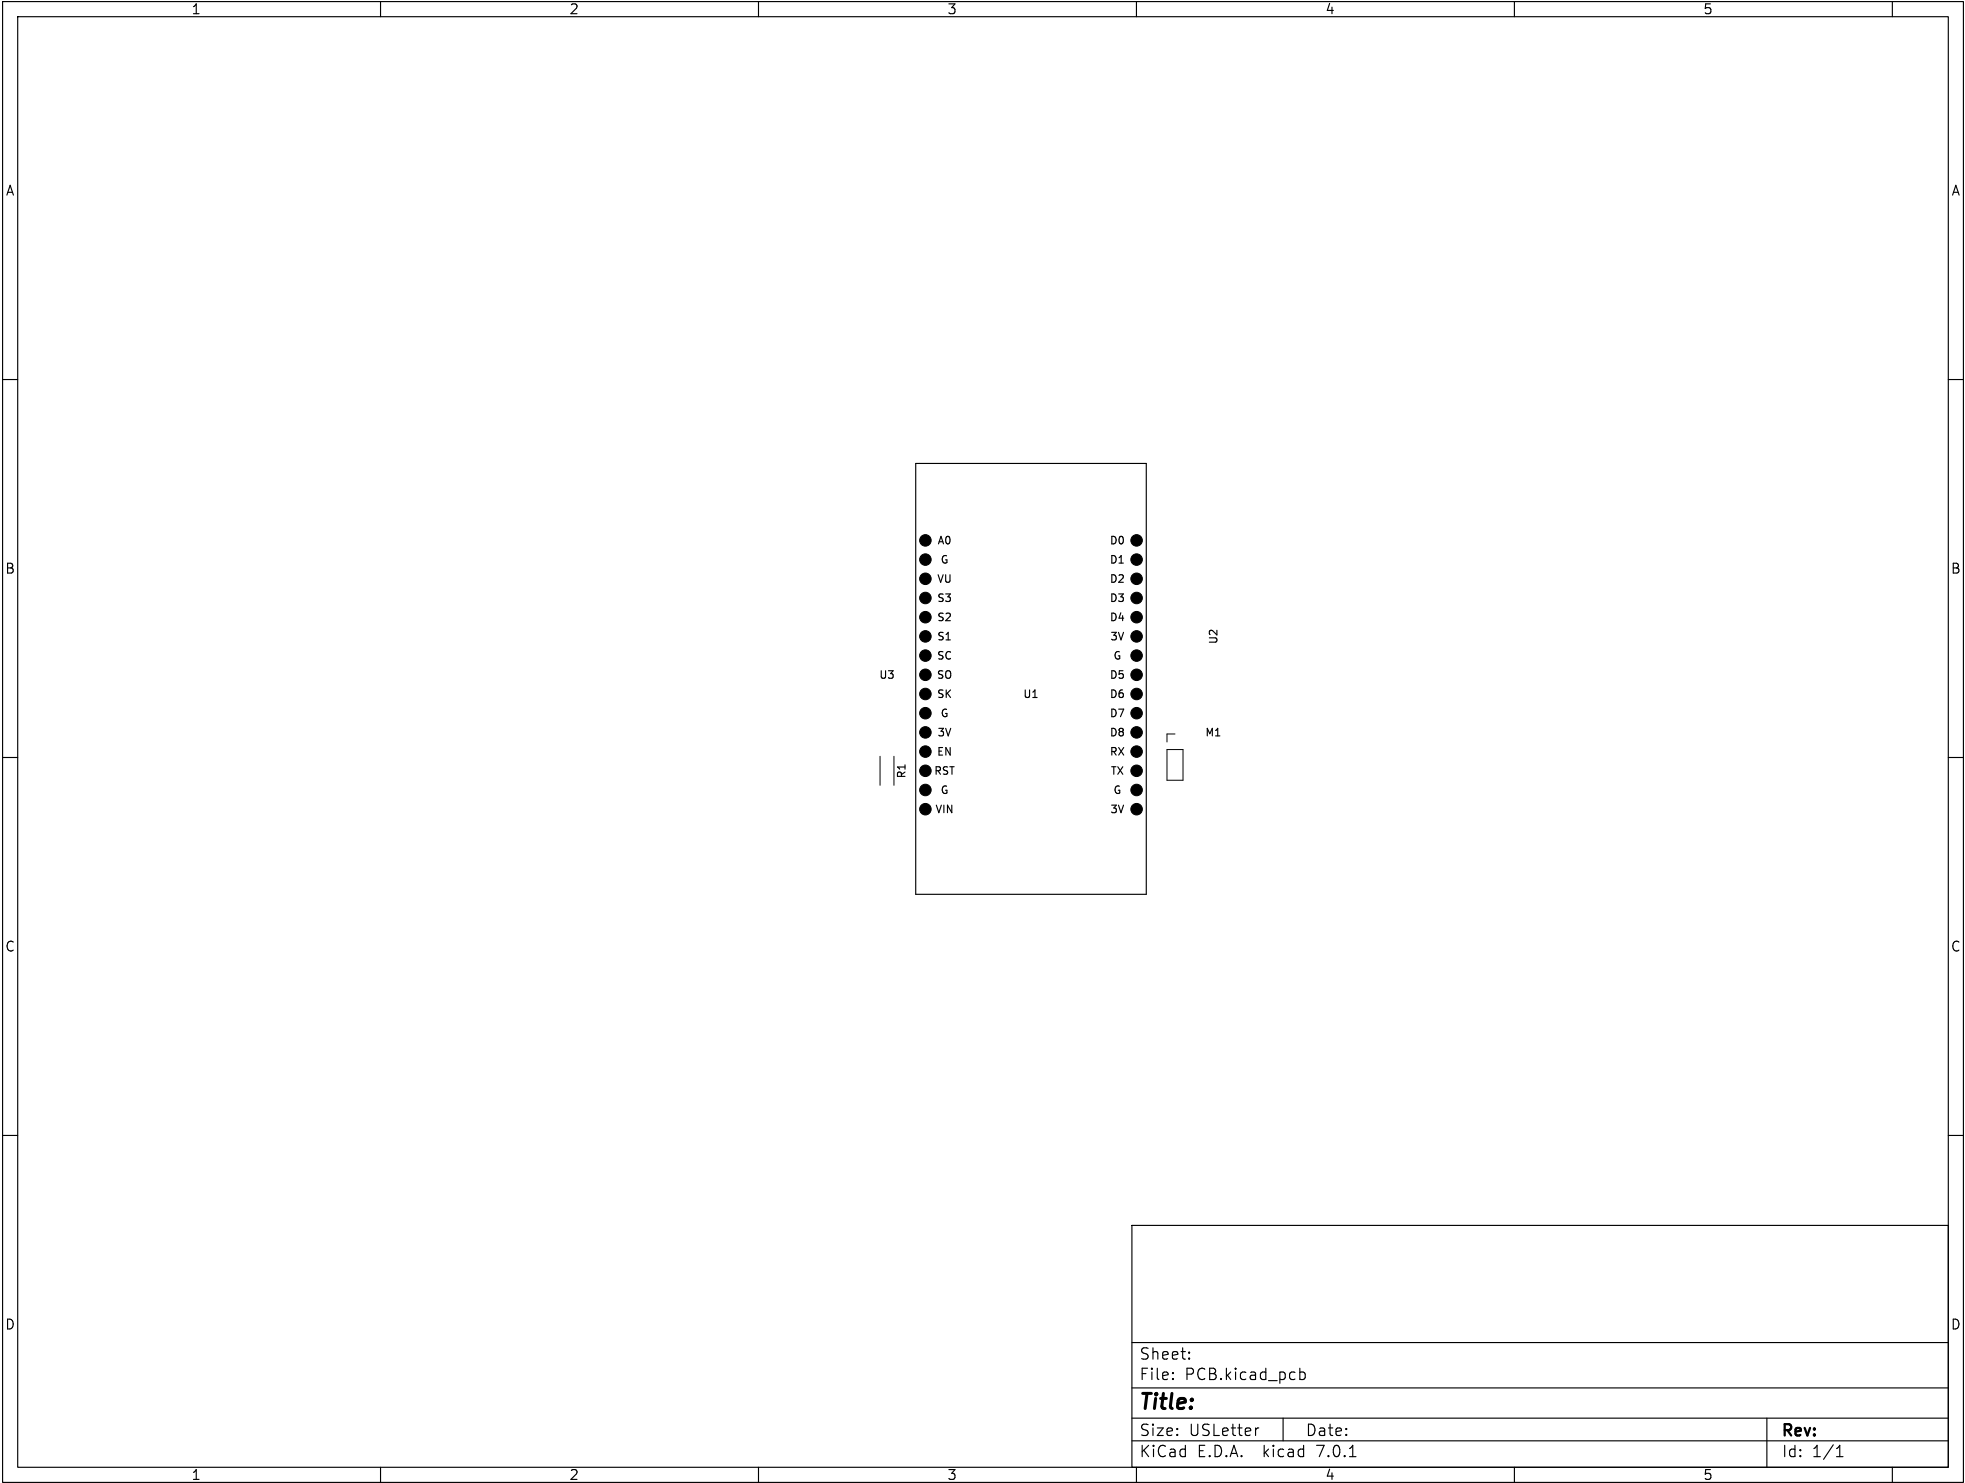 1 2 3 4 5
A A
A0 D0
G D1
B VU D2 B
S3 D3
S2 D4
S1 3V U2
SC G
U3 SO D5
SK U1 D6
G D7
3V D8 M1
EN RX
R1 RST TX
G G
VIN 3V
C C
D D
Sheet:
File: PCB.kicad_pcb
Title:
Size: USLetter Date: Rev:
KiCad E.D.A. kicad 7.0.1 Id: 1/1
1 2 3 4 5